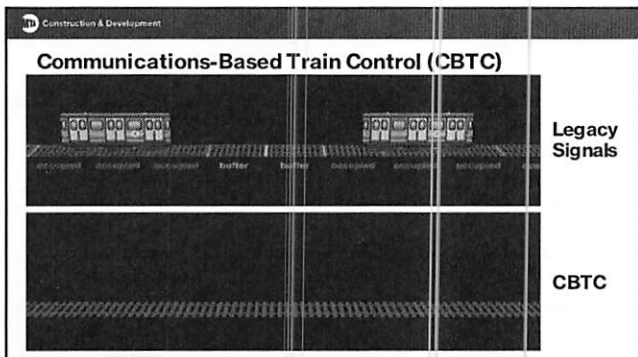 Construction & Development
Communications-Based Train Control (CBTC)
Legacy
Signals
occupied occupied occupied buffer buffer occupied occupied occupied
CBTC